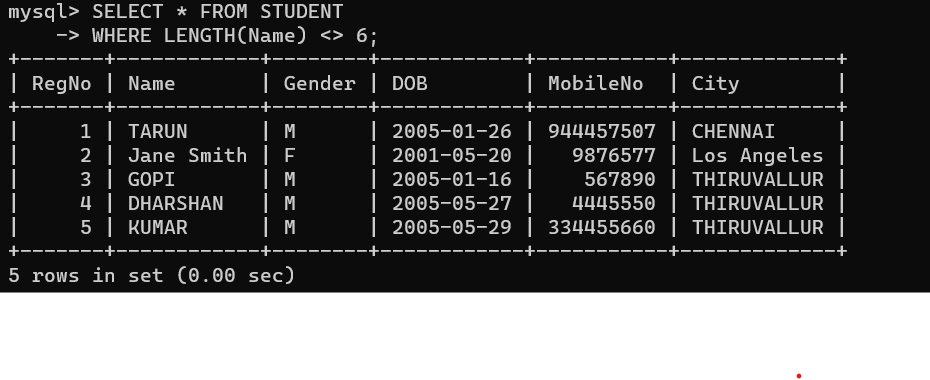 mysql> SELECT * FROM STUDENT
    -> WHERE LENGTH(Name) <> 6;
+-------+------------+--------+------------+-----------+-------------+
| RegNo | Name       | Gender | DOB        | MobileNo  | City        |
+-------+------------+--------+------------+-----------+-------------+
|     1 | TARUN      | M      | 2005-01-26 | 944457507 | CHENNAI     |
|     2 | Jane Smith | F      | 2001-05-20 |   9876577 | Los Angeles |
|     3 | GOPI       | M      | 2005-01-16 |    567890 | THIRUVALLUR |
|     4 | DHARSHAN   | M      | 2005-05-27 |   4445550 | THIRUVALLUR |
|     5 | KUMAR      | M      | 2005-05-29 | 334455660 | THIRUVALLUR |
+-------+------------+--------+------------+-----------+-------------+
5 rows in set (0.00 sec)